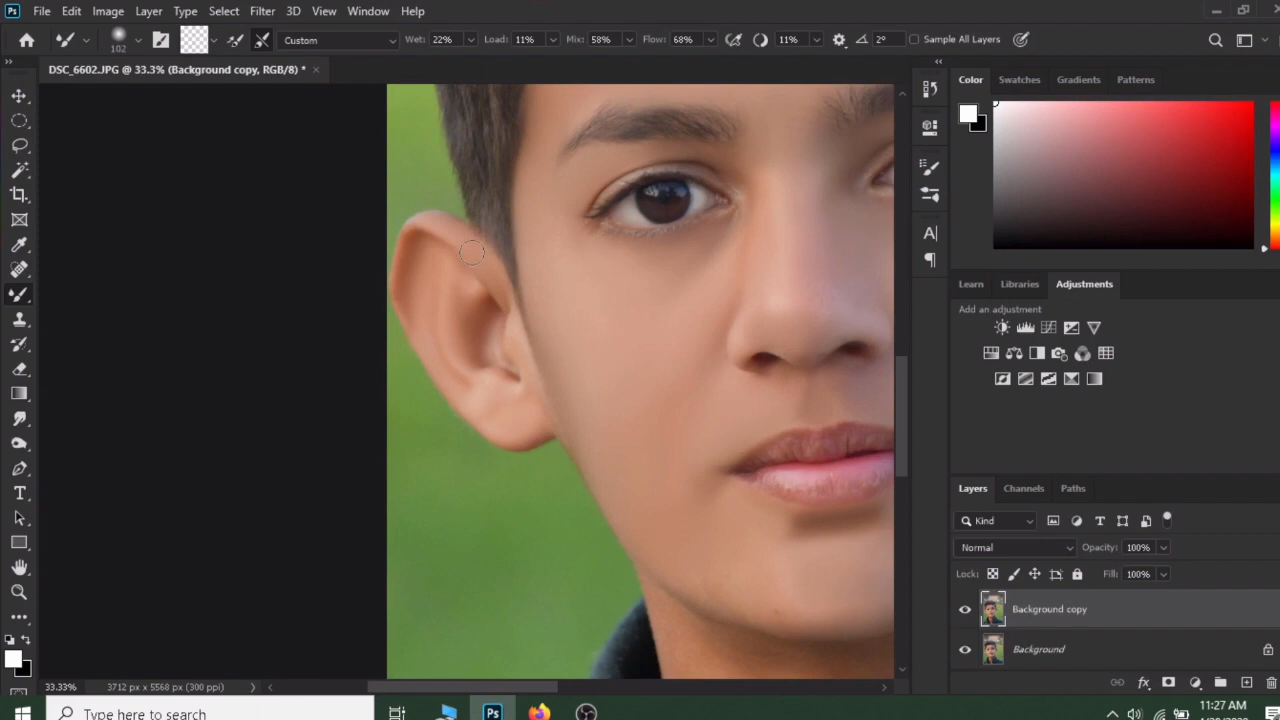 Ps File Edit Image Layer Type Select Filter 3D View Window Help
102 Custom Wet: 22% Load: 11% Mix: 58% Flow: 68% 11% 2° Sample All Layers
DSC_6602.JPG @ 33.3% (Background copy, RGB/8) * ×
Color Swatches Gradients Patterns
Learn Libraries Adjustments
Add an adjustment
Layers Channels Paths
Kind
Normal Opacity: 100%
Lock: Fill: 100%
Background copy
Background
33.33% 3712 px x 5568 px (300 ppi)
Type here to search Ps 11:27 AM